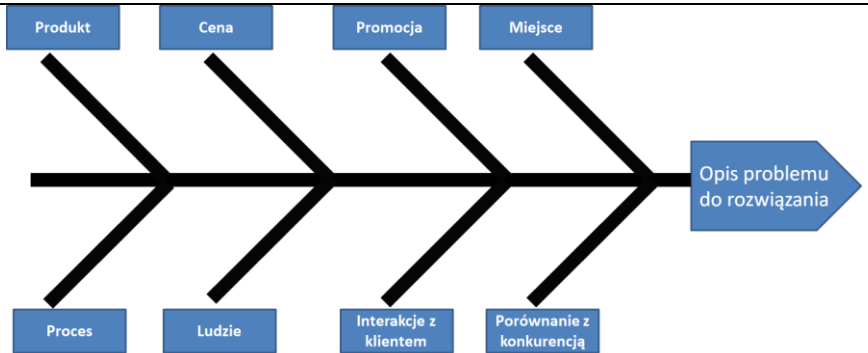 Produkt
Cena
Promocja
Miejsce
Opis problemu
do rozwiązania
Proces
Ludzie
Interakcje z
klientem
Porównanie z
konkurencją